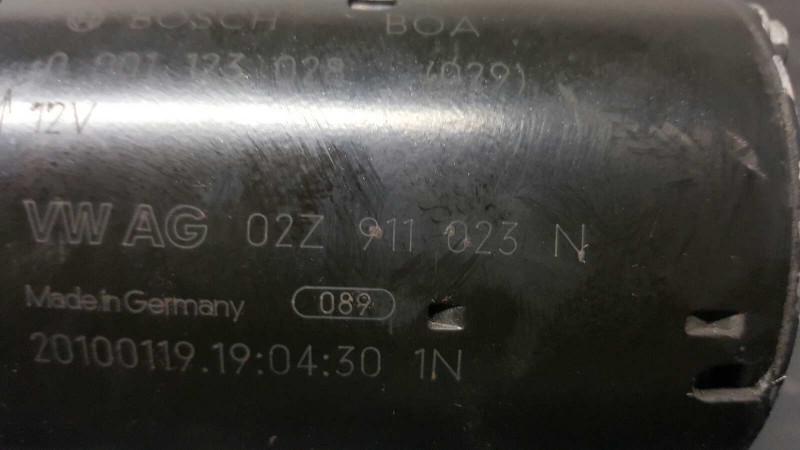 BOSCH BOA
0 001 123 028 (029)
12V
VW AG 02Z 911 023 N
Made in Germany 089
20100119.19:04:30 1N